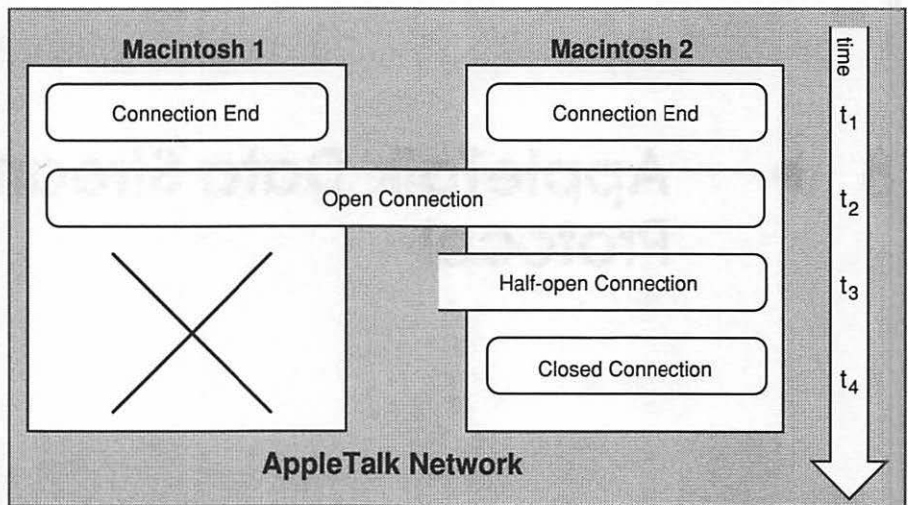 Macintosh 1
Macintosh 2
time
Connection End
Connection End
t1
Open Connection
t2
Half-open Connection
t3
Closed Connection
t4
AppleTalk Network